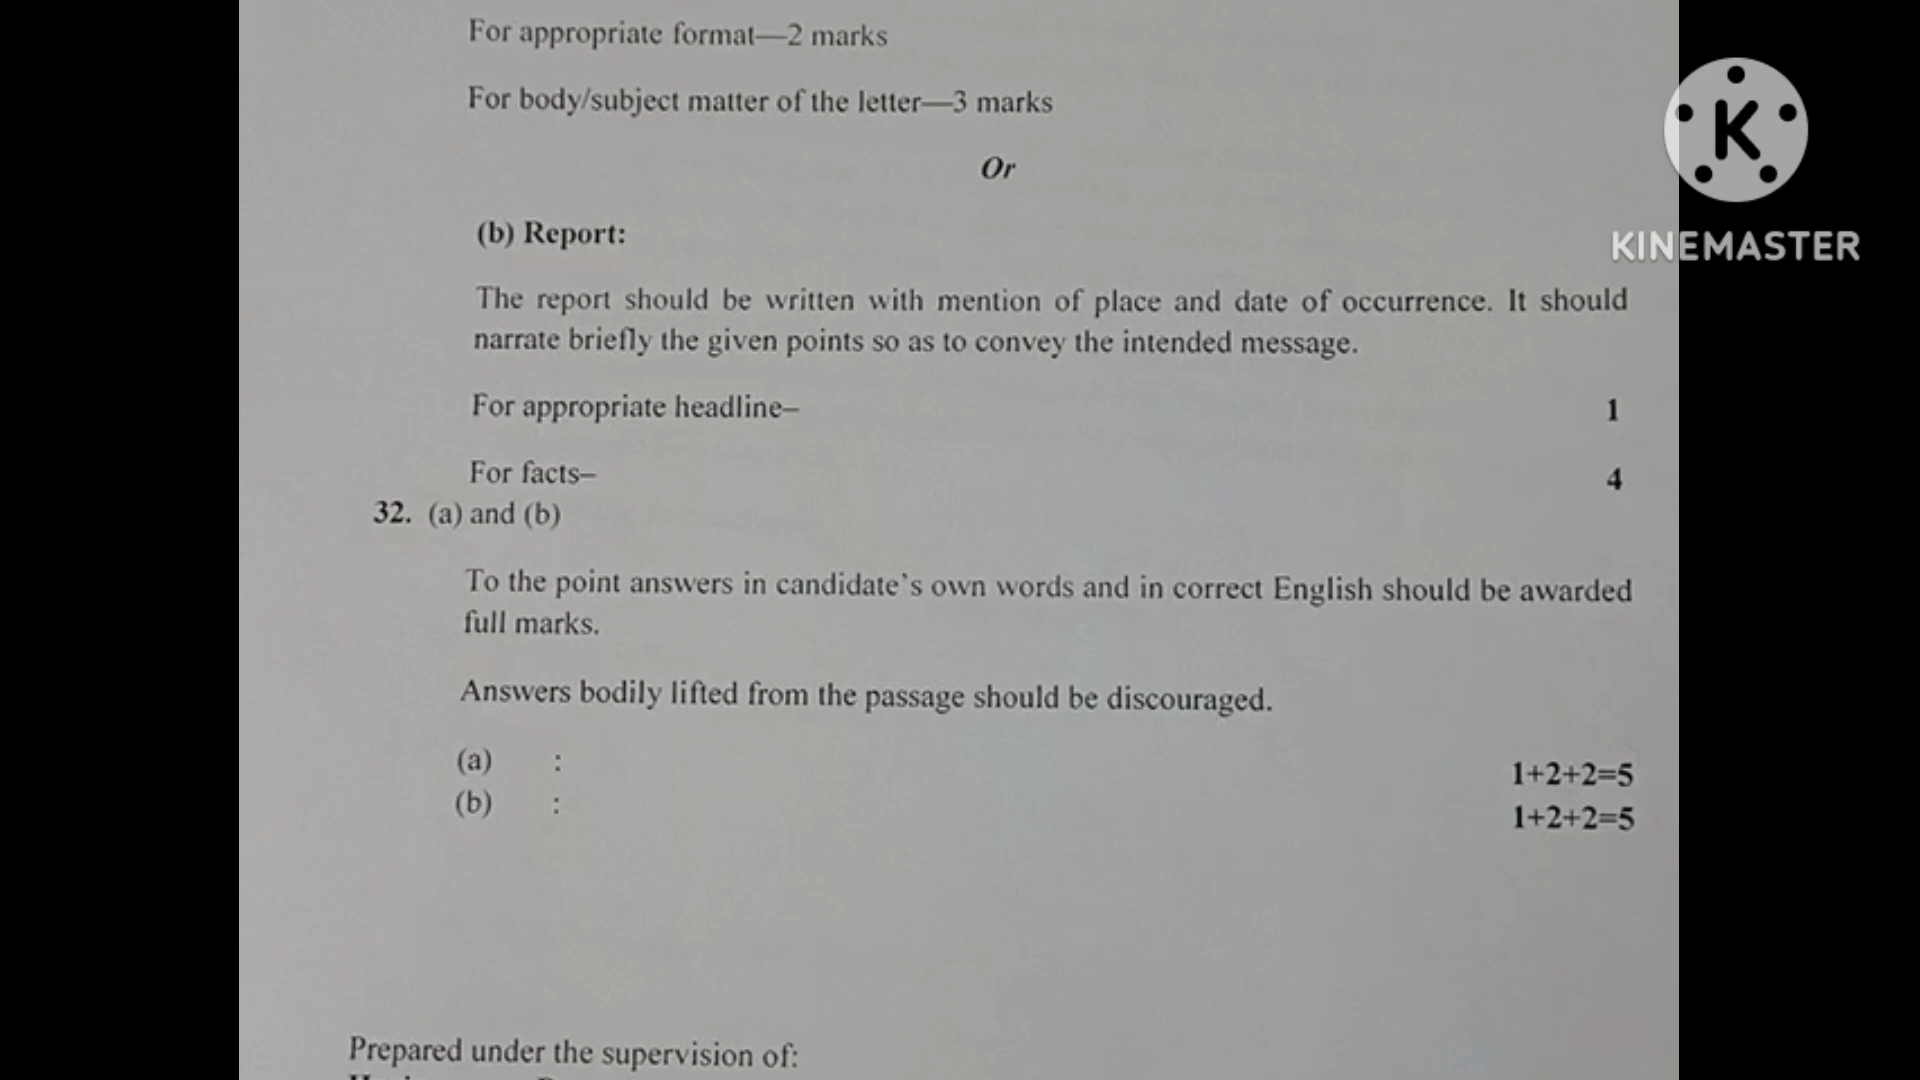 For appropriate format—2 marks
For body/subject matter of the letter—3 marks
Or
K
KINEMASTER
(b) Report:
The report should be written with mention of place and date of occurrence. It should
narrate briefly the given points so as to convey the intended message.
For appropriate headline– 1
For facts– 4
32. (a) and (b)
To the point answers in candidate's own words and in correct English should be awarded
full marks.
Answers bodily lifted from the passage should be discouraged.
(a) : 1+2+2=5
(b) : 1+2+2=5
Prepared under the supervision of: